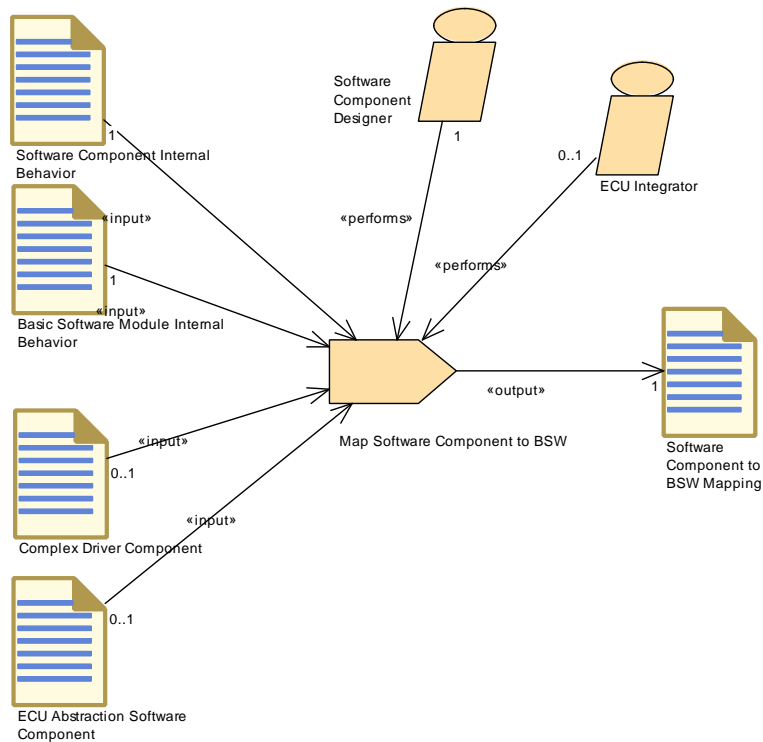 Software
Component
Designer
1
0..1
ECU Integrator
1
Software Component Internal
Behavior
«input»
«performs»
«performs»
1
«input»
Basic Software Module Internal
Behavior
«output»
1
Map Software Component to BSW
Software
Component to
BSW Mapping
«input»
0..1
Complex Driver Component
«input»
0..1
ECU Abstraction Software
Component